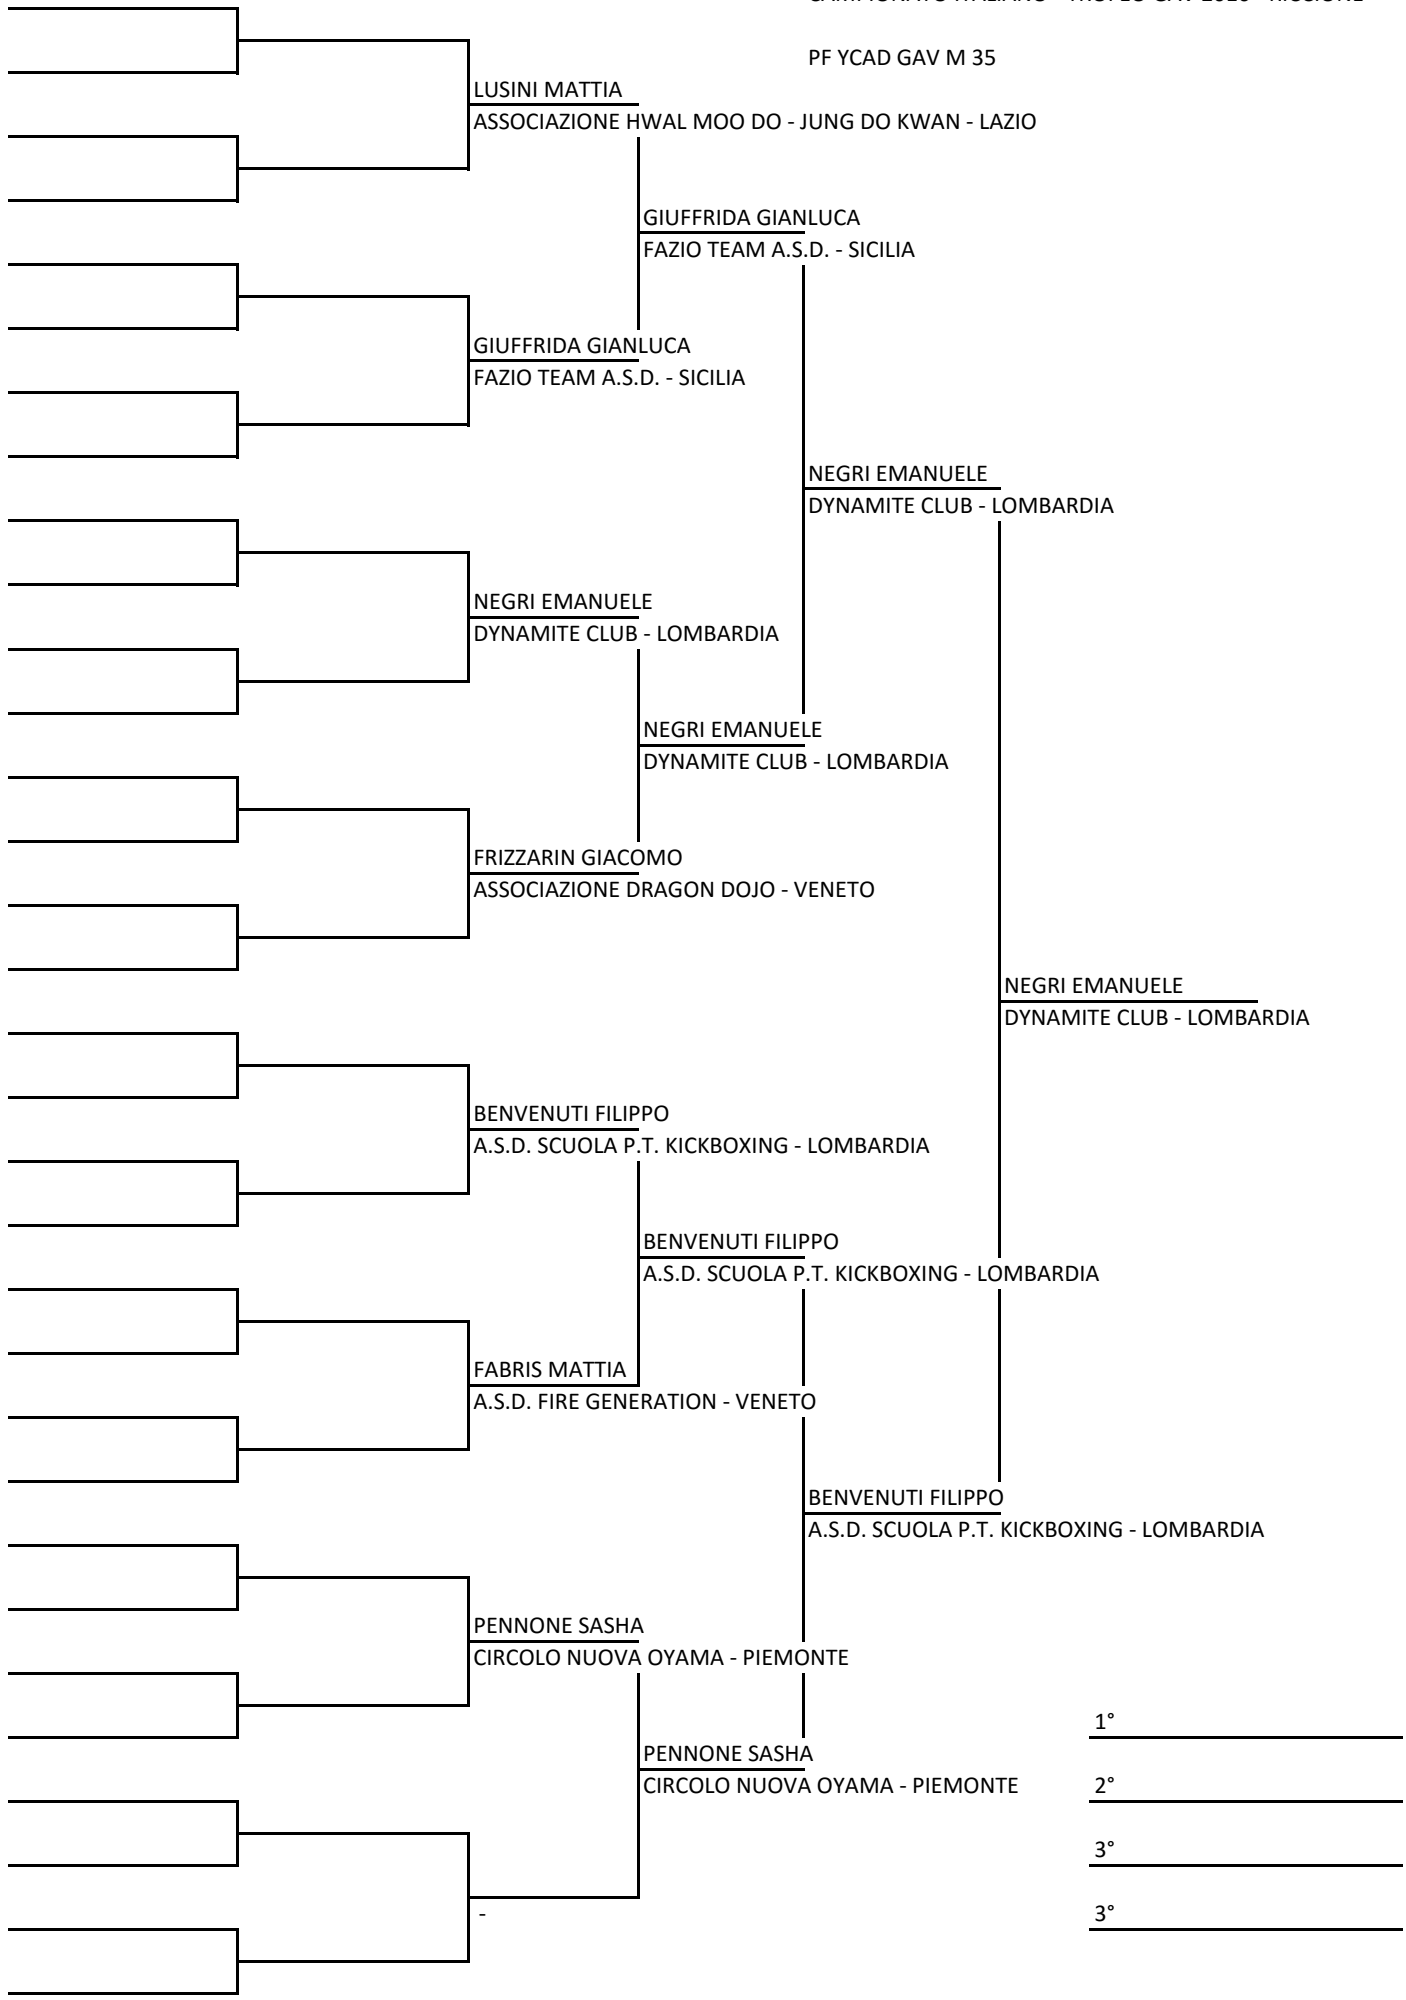 PF YCAD GAV M 35
LUSINI MATTIA
ASSOCIAZIONE HWAL MOO DO - JUNG DO KWAN - LAZIO
GIUFFRIDA GIANLUCA
FAZIO TEAM A.S.D. - SICILIA
GIUFFRIDA GIANLUCA
FAZIO TEAM A.S.D. - SICILIA
NEGRI EMANUELE
DYNAMITE CLUB - LOMBARDIA
NEGRI EMANUELE
DYNAMITE CLUB - LOMBARDIA
NEGRI EMANUELE
DYNAMITE CLUB - LOMBARDIA
FRIZZARIN GIACOMO
ASSOCIAZIONE DRAGON DOJO - VENETO
NEGRI EMANUELE
DYNAMITE CLUB - LOMBARDIA
BENVENUTI FILIPPO
A.S.D. SCUOLA P.T. KICKBOXING - LOMBARDIA
BENVENUTI FILIPPO
A.S.D. SCUOLA P.T. KICKBOXING - LOMBARDIA
FABRIS MATTIA
A.S.D. FIRE GENERATION - VENETO
BENVENUTI FILIPPO
A.S.D. SCUOLA P.T. KICKBOXING - LOMBARDIA
PENNONE SASHA
CIRCOLO NUOVA OYAMA - PIEMONTE
1°
PENNONE SASHA
CIRCOLO NUOVA OYAMA - PIEMONTE
2°
3°
-
3°